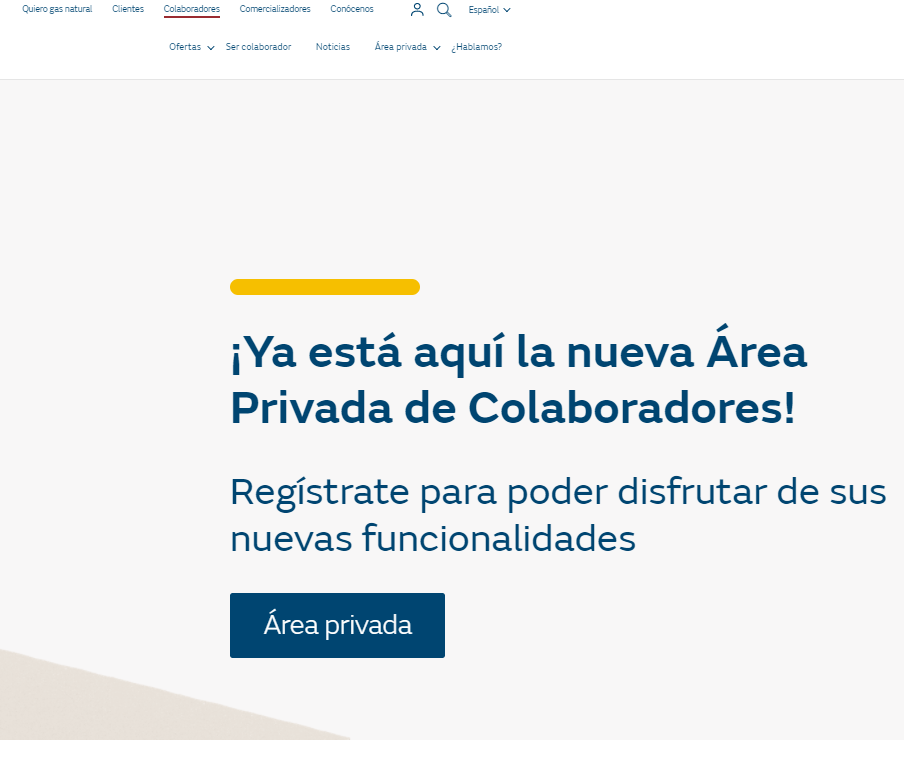 Quiero gas natural Clientes Colaboradores Comercializadores Conócenos Español
Ofertas Ser colaborador Noticias Área privada ¿Hablamos?
¡Ya está aquí la nueva Área
Privada de Colaboradores!
Regístrate para poder disfrutar de sus
nuevas funcionalidades
Área privada